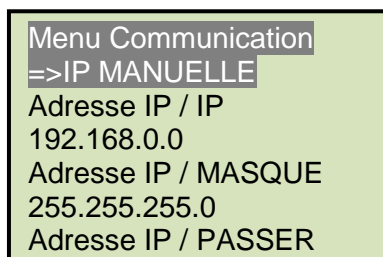 Menu Communication
=>IP MANUELLE
Adresse IP / IP
192.168.0.0
Adresse IP / MASQUE
255.255.255.0
Adresse IP / PASSER